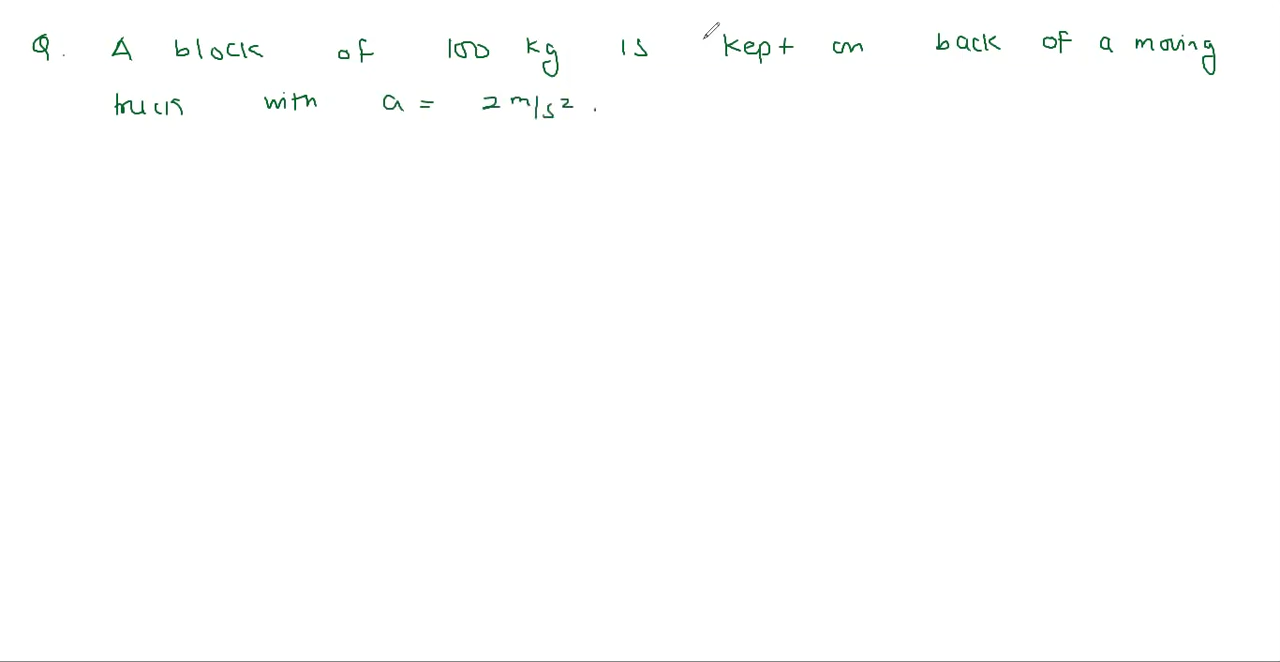 Q. A block of 100 kg is kept on back of a moving
truck with a = 2 m/s2.